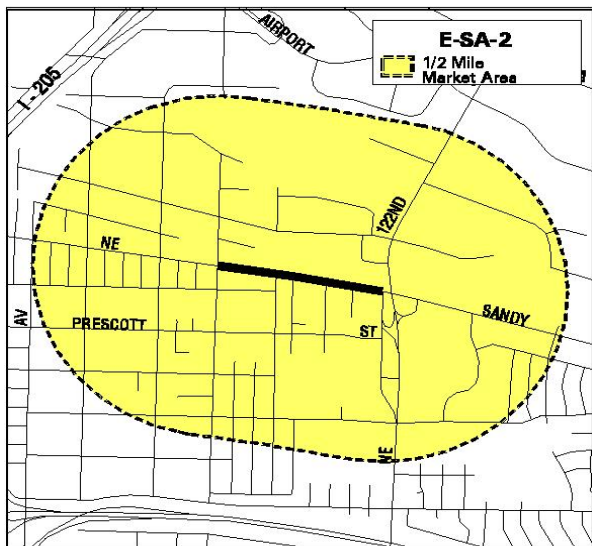 E-SA-2
1/2 Mile
Market Area
AIRPORT
I - 205
122ND
NE
SANDY
AV
PRESCOTT
ST
NE